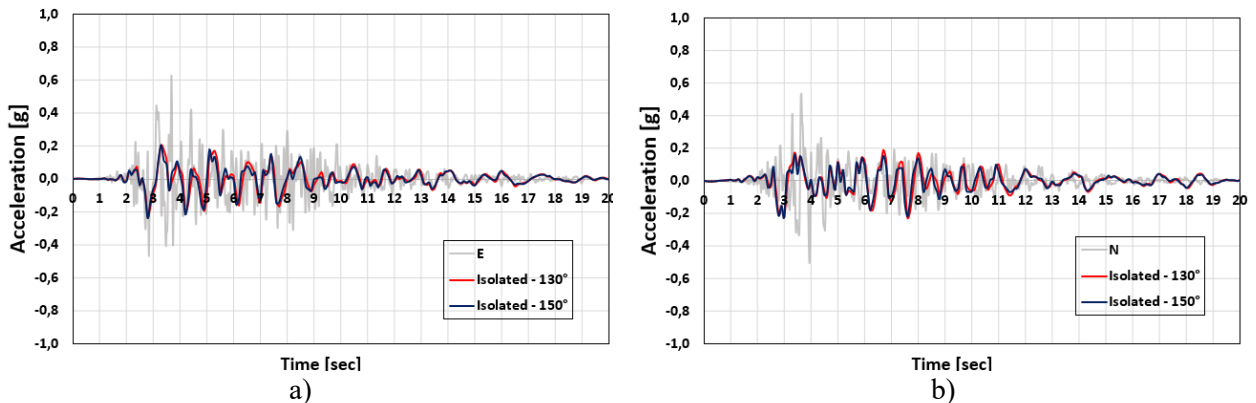 1,0
0,8
0,6
0,4
0,2
0,0
-0,2
-0,4
-0,6
-0,8
-1,0
Acceleration [g]
0 1 2 3 4 5 6 7 8 9 10 11 12 13 14 15 16 17 18 19 20
E
Isolated - 130°
Isolated - 150°
Time [sec]
a)
1,0
0,8
0,6
0,4
0,2
0,0
-0,2
-0,4
-0,6
-0,8
-1,0
Acceleration [g]
0 1 2 3 4 5 6 7 8 9 10 11 12 13 14 15 16 17 18 19 20
N
Isolated - 130°
Isolated - 150°
Time [sec]
b)